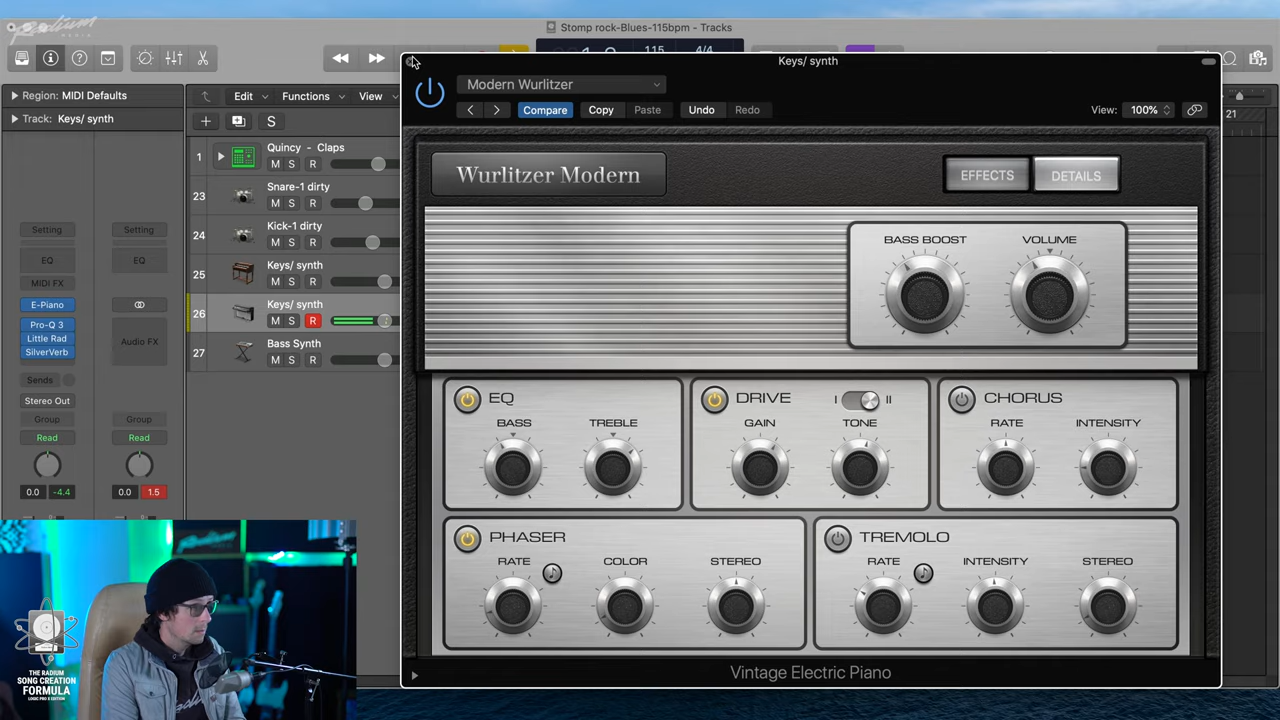 Radium
MEDIA
Stomp rock-Blues-115bpm - Tracks
115
4/4
Keys/ synth
Region: MIDI Defaults
Edit
Functions
View
Modern Wurlitzer
Track: Keys/ synth
Compare
Copy
Paste
Undo
Redo
View:
100%
21
S
1
Quincy - Claps
M S R
Wurlitzer Modern
EFFECTS
DETAILS
23
Snare-1 dirty
M S R
24
Kick-1 dirty
M S R
BASS BOOST
VOLUME
Setting
Setting
EQ
EQ
MIDI FX
25
Keys/ synth
M S R
E-Piano
26
Keys/ synth
M S R
Pro-Q 3
Little Rad
SilverVerb
Audio FX
27
Bass Synth
M S R
Sends
Stereo Out
Group
Group
Read
Read
0.0
-4.4
0.0
1.5
EQ
BASS
TREBLE
DRIVE
I
II
GAIN
TONE
CHORUS
RATE
INTENSITY
PHASER
RATE
COLOR
STEREO
TREMOLO
RATE
INTENSITY
STEREO
Vintage Electric Piano
THE RADIUM
SONG CREATION
FORMULA
LOGIC PRO X EDITION